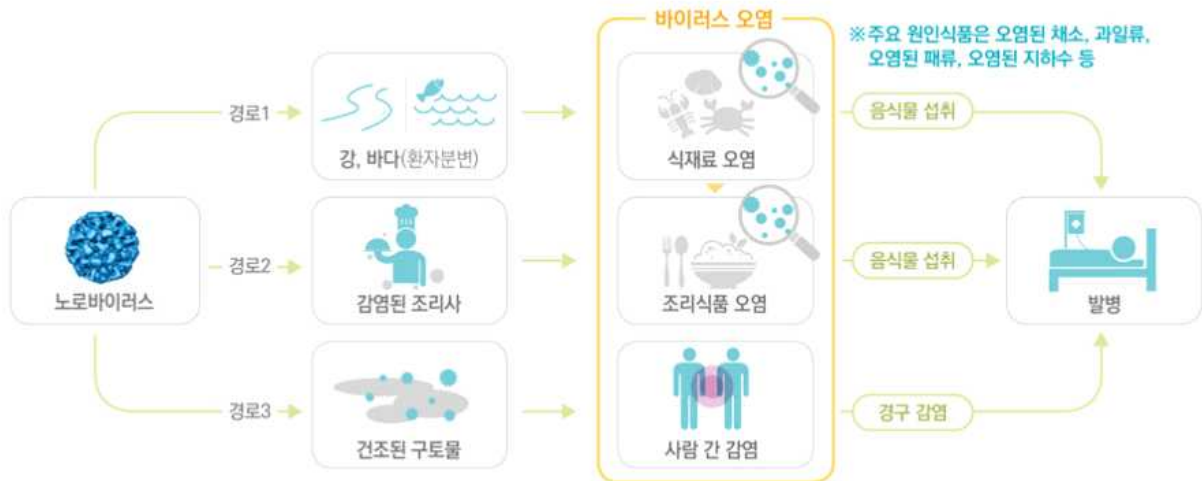 바이러스 오염
※주요 원인식품은 오염된 채소, 과일류,
오염된 패류, 오염된 지하수 등
경로1
강, 바다(환자분변)
식재료 오염
음식물 섭취
노로바이러스
경로2
감염된 조리사
조리식품 오염
음식물 섭취
발병
경로3
건조된 구토물
사람 간 감염
경구 감염